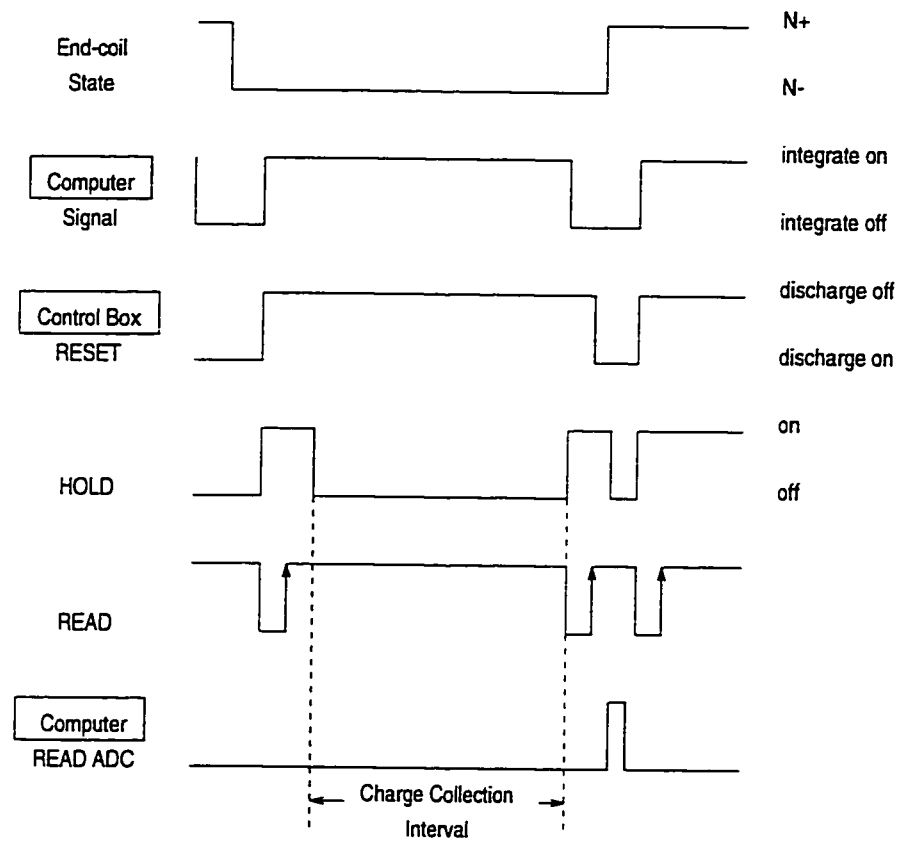 End-coil
State
N+
N-
Computer
Signal
integrate on
integrate off
Control Box
RESET
discharge off
discharge on
HOLD
on
off
READ
Computer
READ ADC
Charge Collection
Interval